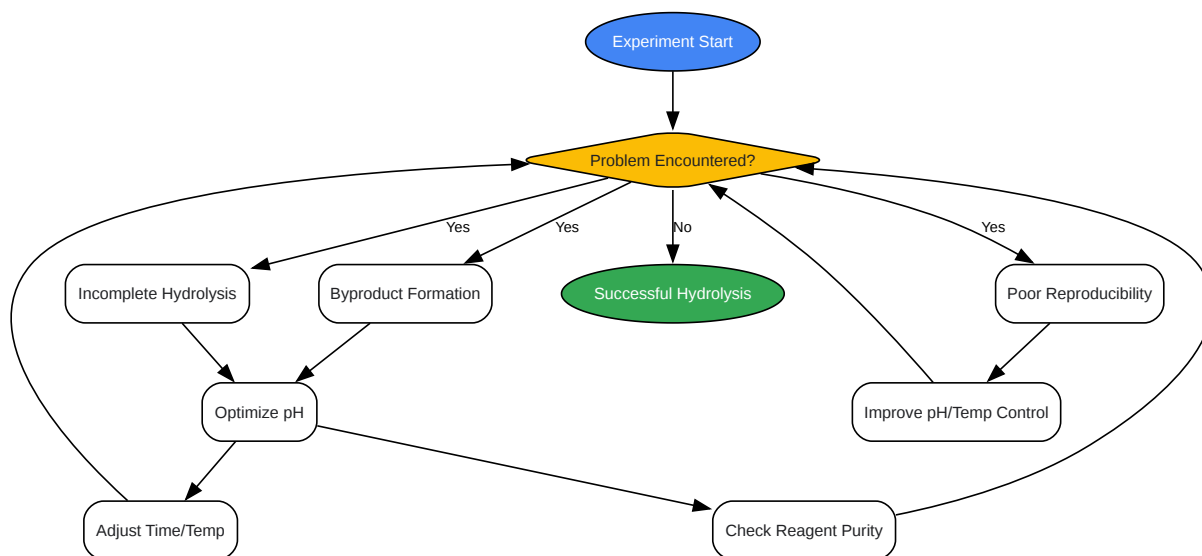 Experiment Start
Problem Encountered?
Yes
Yes
No
Yes
Incomplete Hydrolysis
Byproduct Formation
Successful Hydrolysis
Poor Reproducibility
Optimize pH
Improve pH/Temp Control
Adjust Time/Temp
Check Reagent Purity